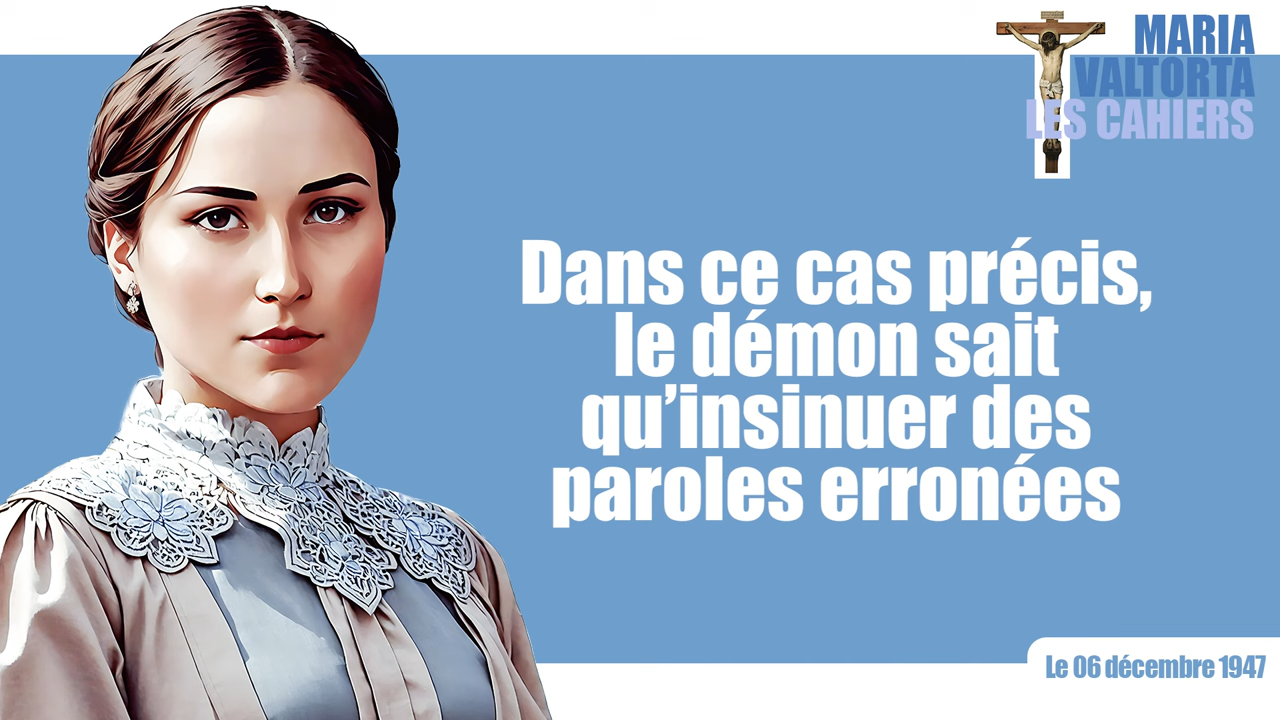 MARIA
VALTORTA
LES CAHIERS
Dans ce cas précis,
le démon sait
qu’insinuer des
paroles erronées
Le 06 décembre 1947